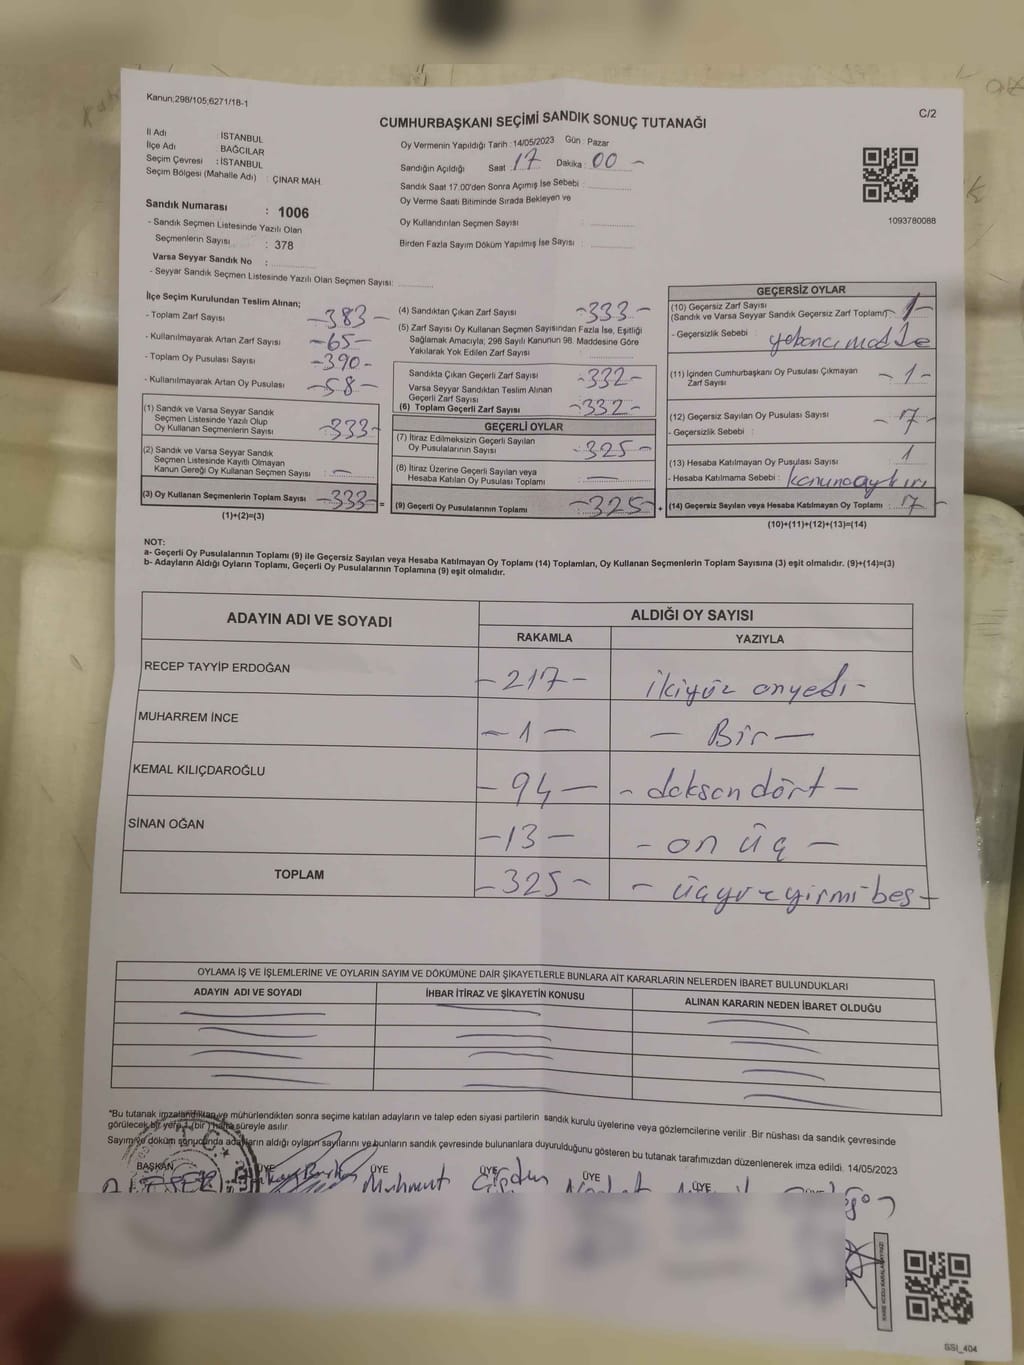 Kanun;298/105,6271/18-1
C/2
CUMHURBAŞKANI SEÇİMİ SANDIK SONUÇ TUTANAĞI
İl Adı : İSTANBUL
İlçe Adı : BAĞCILAR
Seçim Çevresi : İSTANBUL
Seçim Bölgesi (Mahalle Adı) : ÇINAR MAH.
Sandık Numarası : 1006
- Sandık Seçmen Listesinde Yazılı Olan
Seçmenlerin Sayısı : 378
Varsa Seyyar Sandık No :
- Seyyar Sandık Seçmen Listesinde Yazılı Olan Seçmen Sayısı:
Oy Vermenin Yapıldığı Tarih : 14/05/2023 Gün : Pazar
Sandığın Açıldığı Saat : 17 Dakika : 00 -
Sandık Saat 17.00'den Sonra Açımış İse Sebebi :
Oy Verme Saati Bitiminde Sırada Bekleyen ve
Oy Kullandırılan Seçmen Sayısı :
Birden Fazla Sayım Döküm Yapılmış İse Sayısı :
1093780088
İlçe Seçim Kurulundan Teslim Alınan;
- Toplam Zarf Sayısı : -383-
- Kullanılmayarak Artan Zarf Sayısı : -65-
- Toplam Oy Pusulası Sayısı : -390-
- Kullanılmayarak Artan Oy Pusulası : -58-
(1) Sandık ve Varsa Seyyar Sandık
Seçmen Listesinde Yazılı Olup
Oy Kullanan Seçmenlerin Sayısı : -333-
(2) Sandık ve Varsa Seyyar Sandık
Seçmen Listesinde Kayıtlı Olmayan
Kanun Gereği Oy Kullanan Seçmen Sayısı : -
(3) Oy Kullanan Seçmenlerin Toplam Sayısı : -333- =
(1)+(2)=(3)
(4) Sandıktan Çıkan Zarf Sayısı : -333-
(5) Zarf Sayısı Oy Kullanan Seçmen Sayısından Fazla İse, Eşitliği
Sağlamak Amacıyla, 298 Sayılı Kanunun 98. Maddesine Göre
Yakılarak Yok Edilen Zarf Sayısı :
Sandıkta Çıkan Geçerli Zarf Sayısı : -332-
Varsa Seyyar Sandıktan Teslim Alınan
Geçerli Zarf Sayısı :
(6) Toplam Geçerli Zarf Sayısı : -332-
GEÇERLİ OYLAR
(7) İtiraz Edilmeksizin Geçerli Sayılan
Oy Pusulalarının Sayısı : -325-
(8) İtiraz Üzerine Geçerli Sayılan veya
Hesaba Katılan Oy Pusulası Toplamı : -
(9) Geçerli Oy Pusulalarının Toplamı : -325- +
GEÇERSİZ OYLAR
(10) Geçersiz Zarf Sayısı
(Sandık ve Varsa Seyyar Sandık Geçersiz Zarf Toplamı) : 1-
- Geçersizlik Sebebi : yabancı madde
(11) İçinden Cumhurbaşkanı Oy Pusulası Çıkmayan
Zarf Sayısı : -1-
(12) Geçersiz Sayılan Oy Pusulası Sayısı : -7-
- Geçersizlik Sebebi :
(13) Hesaba Katılmayan Oy Pusulası Sayısı : 1
- Hesaba Katılmama Sebebi : kanuna aykırı
(14) Geçersiz Sayılan veya Hesaba Katılmayan Oy Toplamı : 7-
(10)+(11)+(12)+(13)=(14)
NOT:
a- Geçerli Oy Pusulalarının Toplamı (9) ile Geçersiz Sayılan veya Hesaba Katılmayan Oy Toplamı (14) Toplamları, Oy Kullanan Seçmenlerin Toplam Sayısına (3) eşit olmalıdır. (9)+(14)=(3)
b- Adayların Aldığı Oyların Toplamı, Geçerli Oy Pusulalarının Toplamına (9) eşit olmalıdır.
ADAYIN ADI VE SOYADI ALDIĞI OY SAYISI
RAKAMLA YAZIYLA
RECEP TAYYİP ERDOĞAN -217- ikiyüz onyedi-
MUHARREM İNCE -1- - Bir -
KEMAL KILIÇDAROĞLU -94- - doksan dört -
SİNAN OĞAN -13- - on üç -
TOPLAM -325- - üçyüzyirmi beş -
OYLAMA İŞ VE İŞLEMLERİNE VE OYLARIN SAYIM VE DÖKÜMÜNE DAİR ŞİKAYETLERLE BUNLARA AİT KARARLARIN NELERDEN İBARET BULUNDUKLARI
ADAYIN ADI VE SOYADI İHBAR İTİRAZ VE ŞİKAYETİN KONUSU ALINAN KARARIN NEDEN İBARET OLDUĞU
*Bu tutanak imzalandıktan ve mühürlendikten sonra seçime katılan adayların ve talep eden siyasi partilerin sandık kurulu üyelerine veya gözlemcilerine verilir .Bir nüshası da sandık çevresinde
görülecek bir yere 1 (bir ) hafta süreyle asılır.
Sayım ve döküm sonucunda adayların aldığı oyların sayılarını ve bunların sandık çevresinde bulunanlara duyurulduğunu gösteren bu tutanak tarafımızdan düzenlenerek imza edildi. 14/05/2023
T.C.
BAŞKAN ÜYE ÜYE ÜYE ÜYE ÜYE
Mahmut
SSI_404